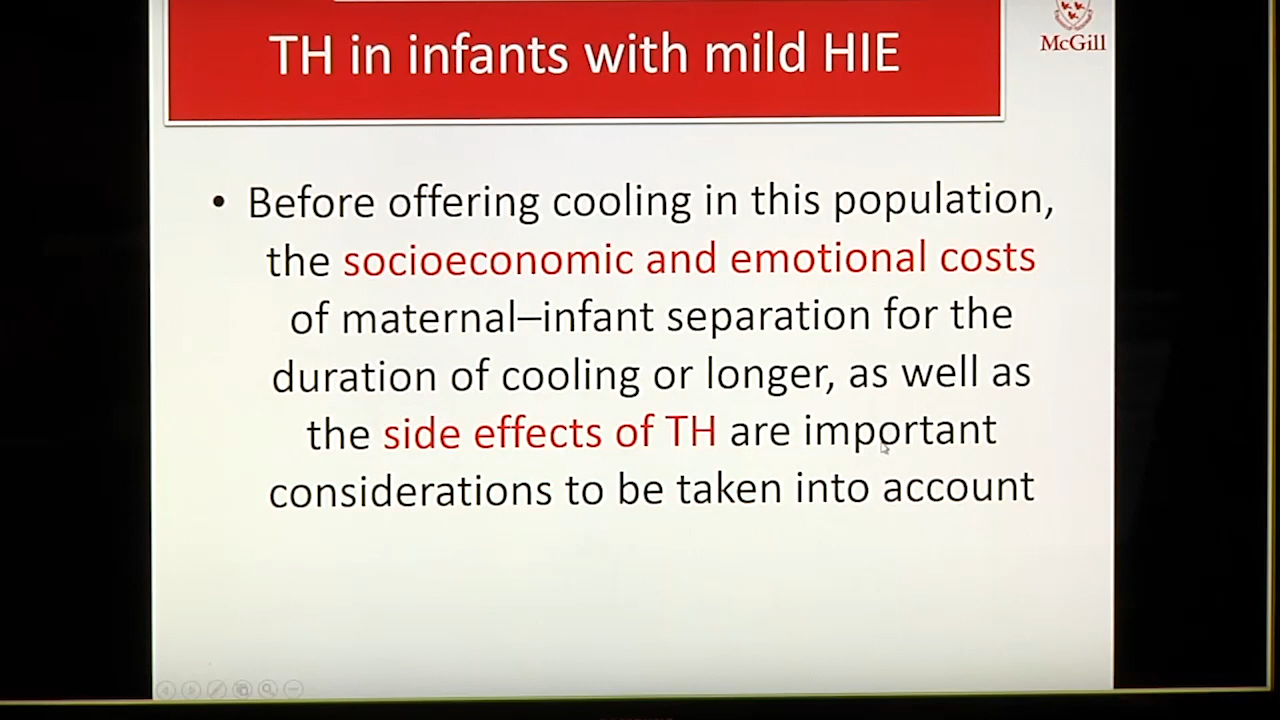 TH in infants with mild HIE
McGill
• Before offering cooling in this population,
the socioeconomic and emotional costs
of maternal–infant separation for the
duration of cooling or longer, as well as
the side effects of TH are important
considerations to be taken into account